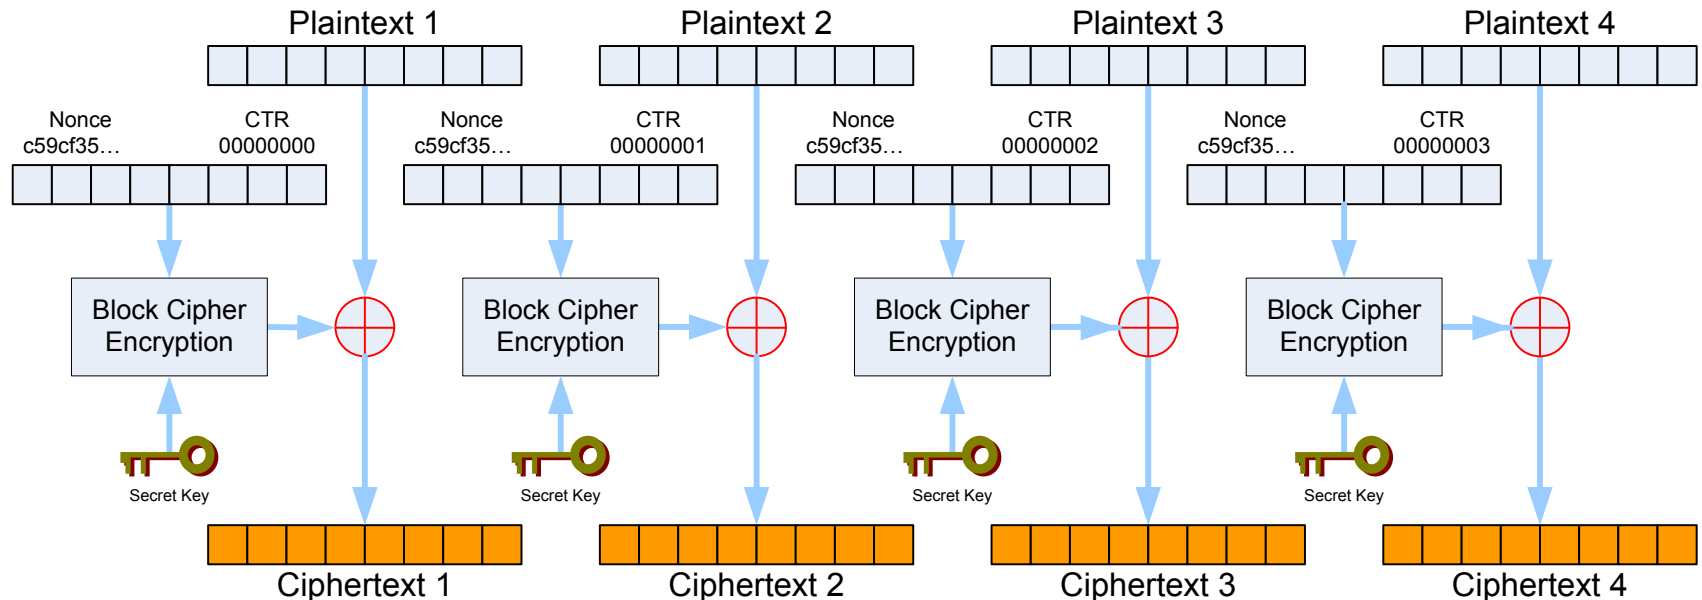 Plaintext 1
Plaintext 2
Plaintext 3
Plaintext 4
Nonce
c59cf35…
CTR
00000000
Nonce
c59cf35…
CTR
00000001
Nonce
c59cf35…
CTR
00000002
Nonce
c59cf35…
CTR
00000003
Block Cipher
Encryption
Block Cipher
Encryption
Block Cipher
Encryption
Block Cipher
Encryption
Secret Key
Secret Key
Secret Key
Secret Key
Ciphertext 1
Ciphertext 2
Ciphertext 3
Ciphertext 4